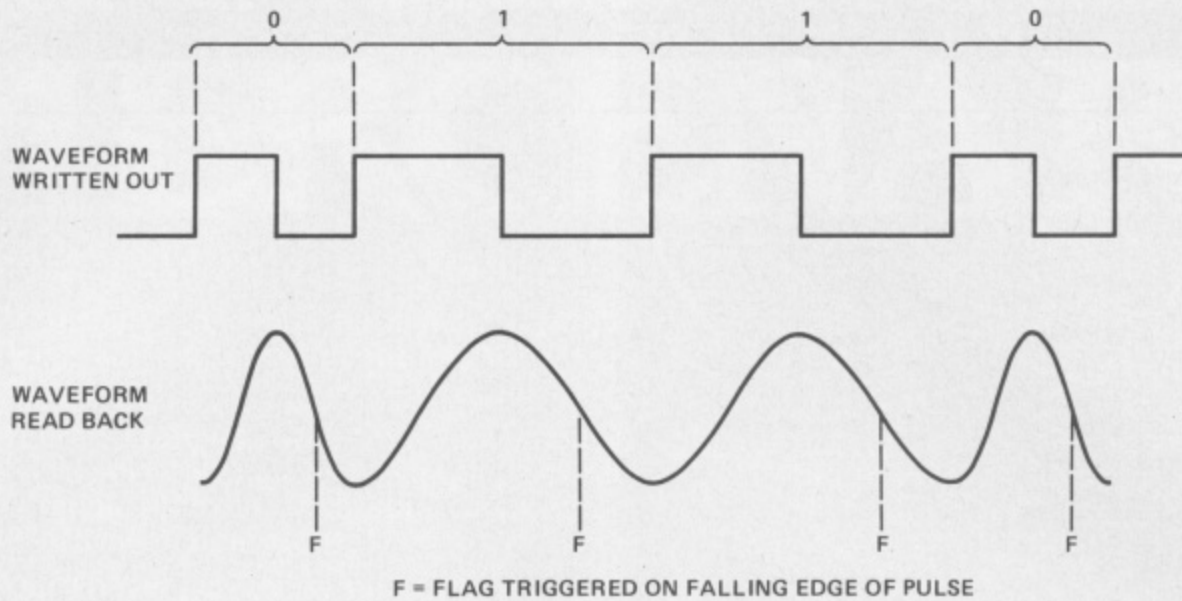 0 1 1 0
WAVEFORM
WRITTEN OUT
WAVEFORM
READ BACK
F F F F
F = FLAG TRIGGERED ON FALLING EDGE OF PULSE